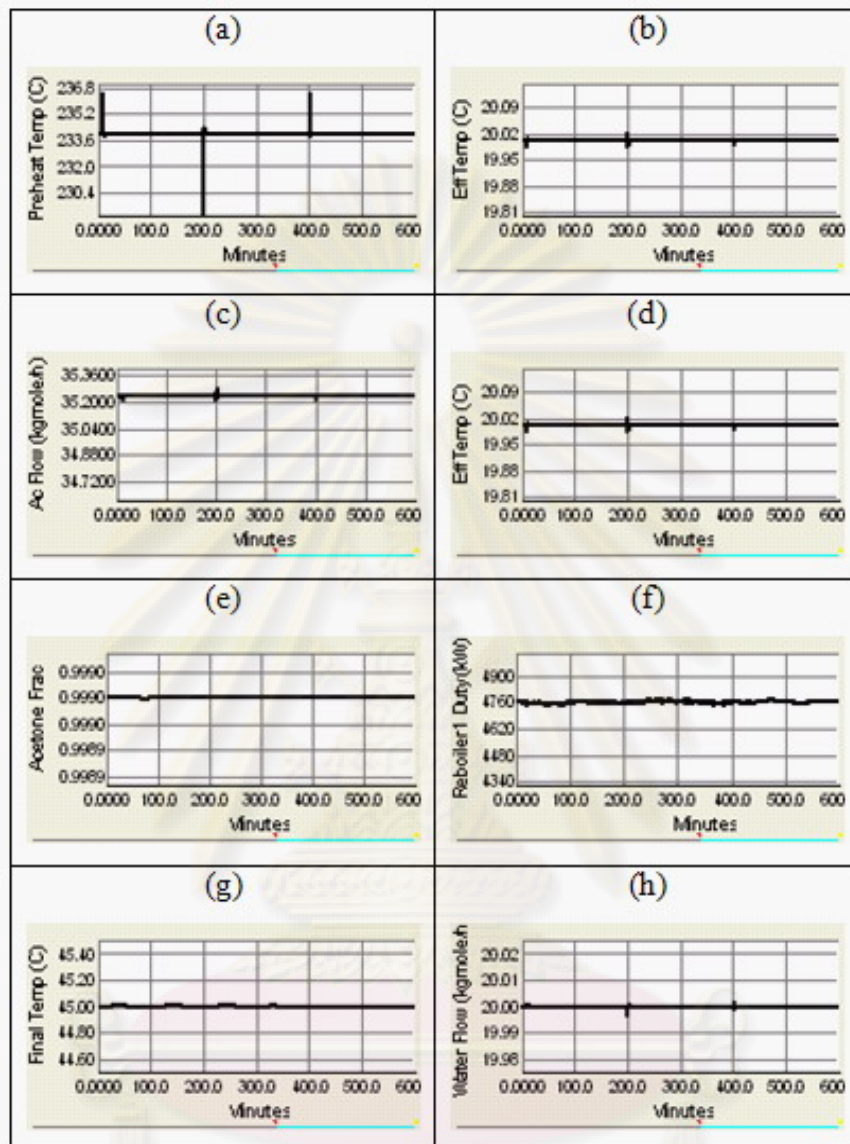 (a)
Preheat Temp (C)
236.8
235.2
233.6
232.0
230.4
0.0000 100.0 200.0 300.0 400.0 500.0 600
Minutes
(b)
Eff Temp (C)
20.09
20.02
19.95
19.88
19.81
0.0000 100.0 200.0 300.0 400.0 500.0 600
Minutes
(c)
Ac Flow (kgmole.h)
35.3600
35.2000
35.0400
34.8800
34.7200
0.0000 100.0 200.0 300.0 400.0 500.0 600
Minutes
(d)
Eff Temp (C)
20.09
20.02
19.95
19.88
19.81
0.0000 100.0 200.0 300.0 400.0 500.0 600
Minutes
(e)
Acetone Frac
0.9990
0.9990
0.9990
0.9989
0.9989
0.0000 100.0 200.0 300.0 400.0 500.0 600
Minutes
(f)
Reboiler1 Duty (kW)
4900
4760
4620
4480
4340
0.0000 100.0 200.0 300.0 400.0 500.0 600
Minutes
(g)
Final Temp (C)
45.40
45.20
45.00
44.80
44.60
0.0000 100.0 200.0 300.0 400.0 500.0 600
Minutes
(h)
Water Flow (kgmole.h
20.02
20.01
20.00
19.99
19.98
0.0000 100.0 200.0 300.0 400.0 500.0 600
Minutes